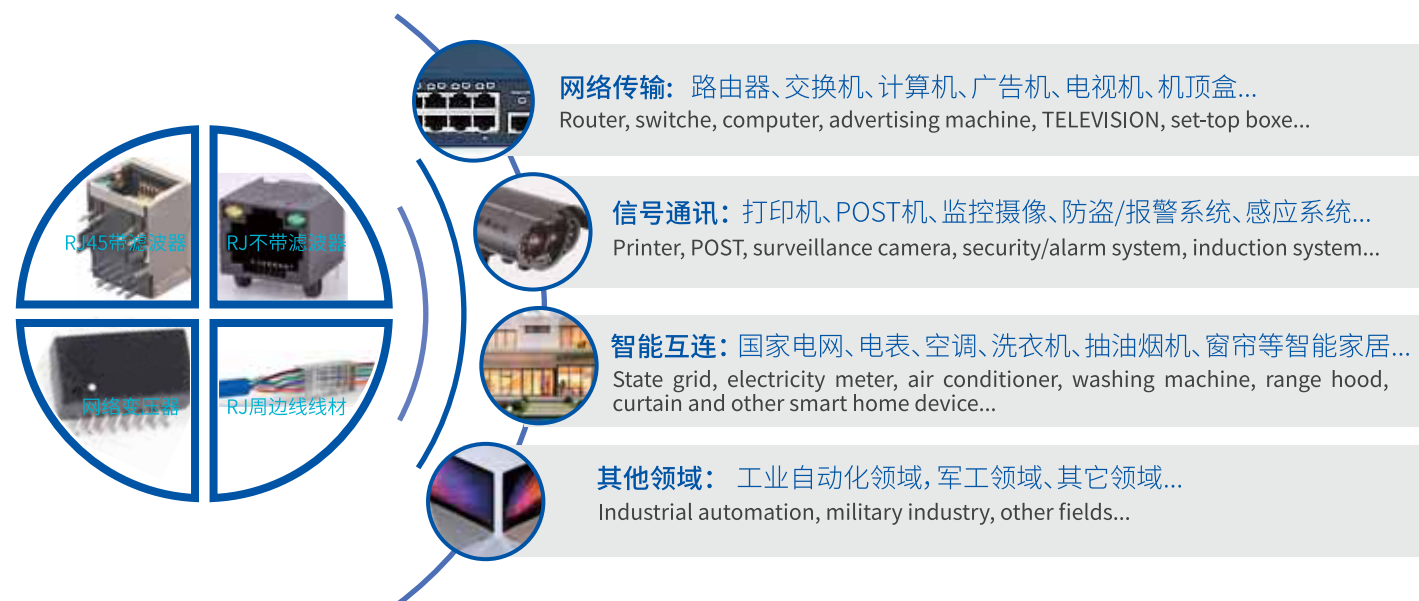 RJ45带滤波器
RJ不带滤波器
网络变压器
RJ周边线线材
网络传输: 路由器、交换机、计算机、广告机、电视机、机顶盒...
Router, switche, computer, advertising machine, TELEVISION, set-top boxe...
信号通讯：打印机、POST机、监控摄像、防盗/报警系统、感应系统...
Printer, POST, surveillance camera, security/alarm system, induction system...
智能互连：国家电网、电表、空调、洗衣机、抽油烟机、窗帘等智能家居...
State grid, electricity meter, air conditioner, washing machine, range hood,
curtain and other smart home device...
其他领域： 工业自动化领域，军工领域、其它领域...
Industrial automation, military industry, other fields...